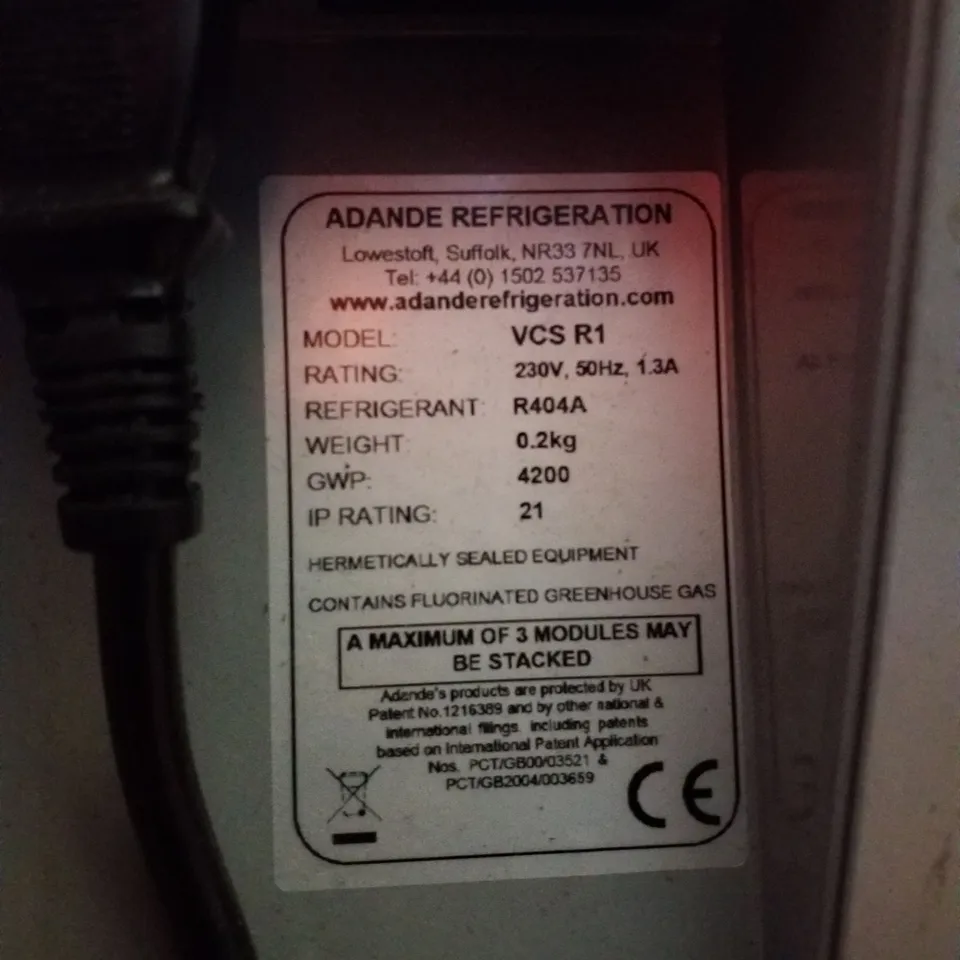 ADANDE REFRIGERATION
Lowestoft, Suffolk, NR33 7NL, UK
Tel: +44 (0) 1502 537135
www.adanderefrigeration.com
MODEL: VCS R1
RATING: 230V, 50Hz, 1.3A
REFRIGERANT: R404A
WEIGHT: 0.2kg
GWP: 4200
IP RATING: 21
HERMETICALLY SEALED EQUIPMENT
CONTAINS FLUORINATED GREENHOUSE GAS
A MAXIMUM OF 3 MODULES MAY
BE STACKED
Adande's products are protected by UK
Patent No.1216389 and by other national &
international filings, including patents
based on International Patent Application
Nos. PCT/GB00/03521 &
PCT/GB2004/003659
CE